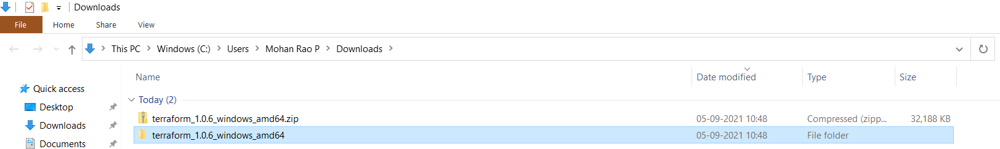 Downloads
File Home Share View
This PC Windows (C:) Users Mohan Rao P Downloads
Name Date modified Type Size
Quick access
Today (2)
Desktop
terraform_1.0.6_windows_amd64.zip 05-09-2021 10:48 Compressed (zipp... 32,188 KB
Downloads
terraform_1.0.6_windows_amd64 05-09-2021 10:48 File folder
Documents